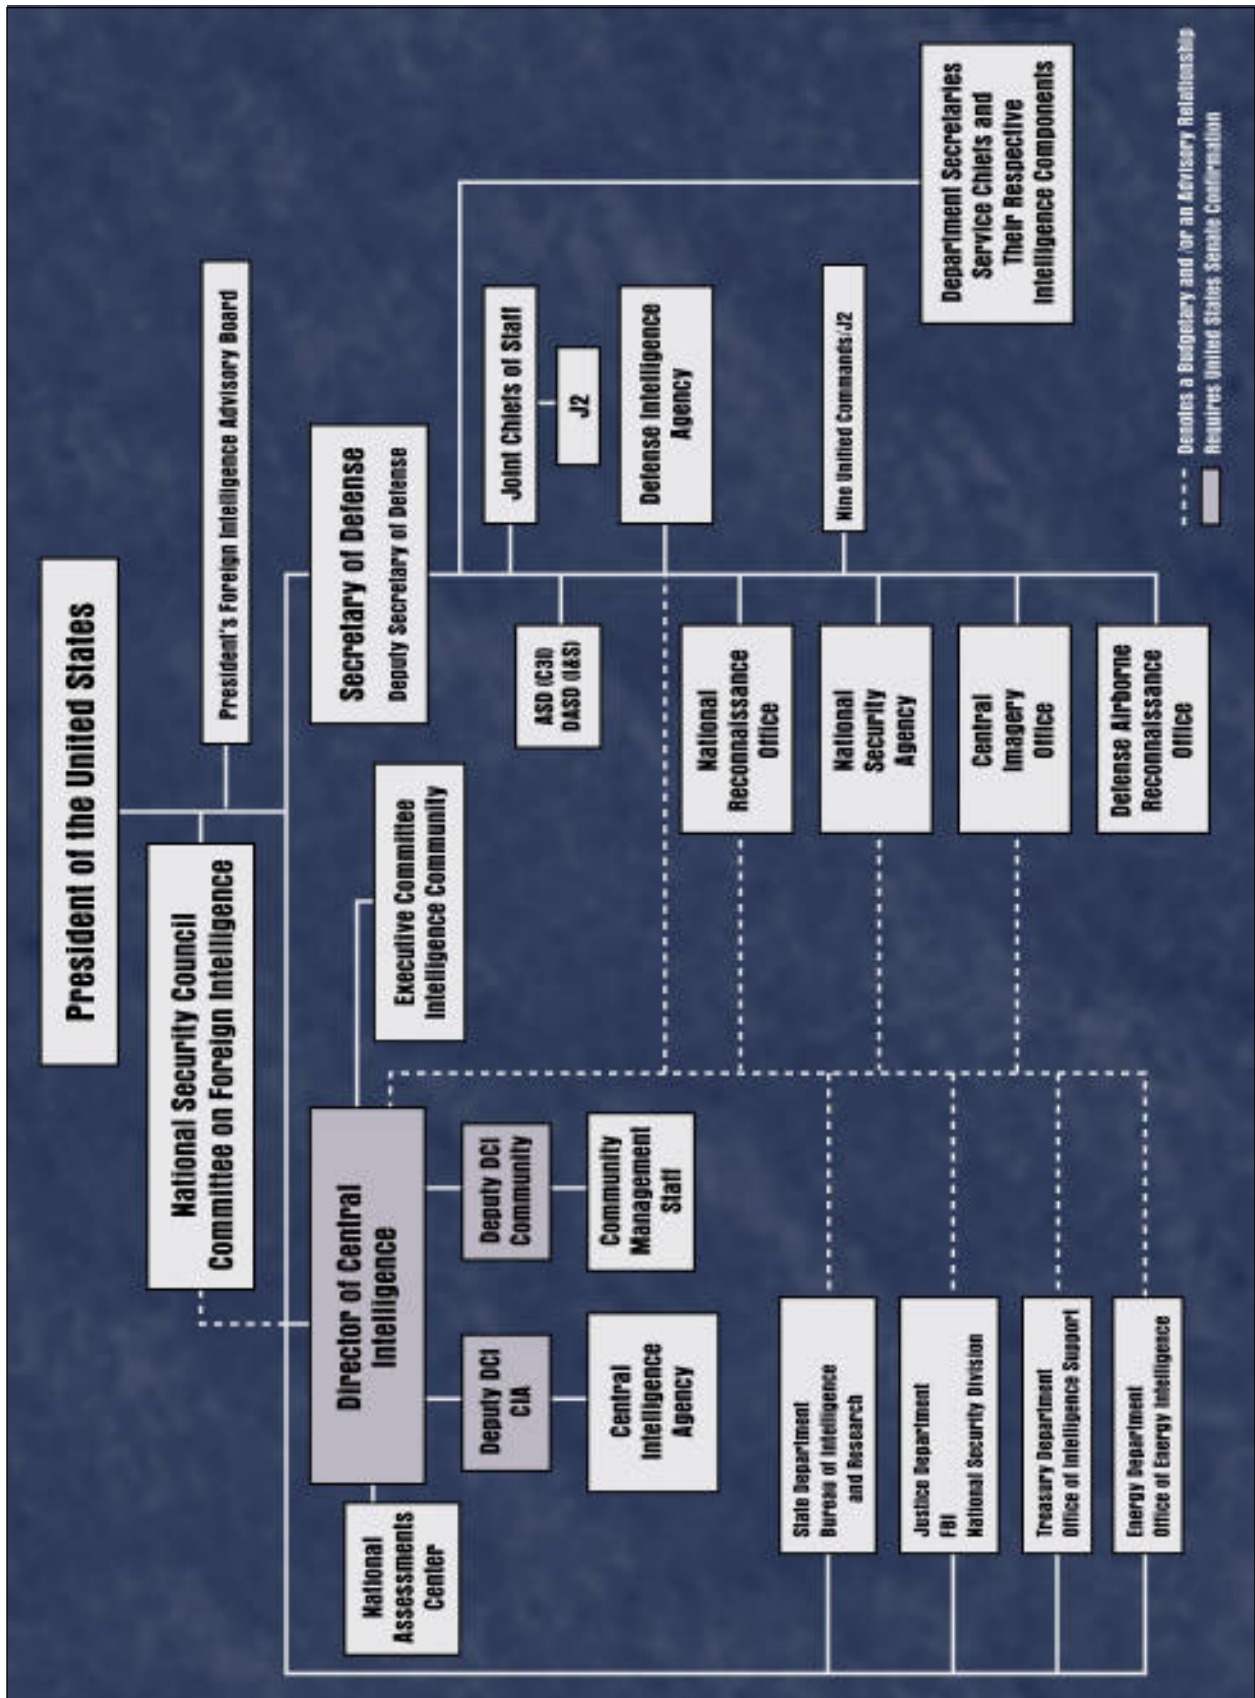 President of the United States
National Security Council
Committee on Foreign Intelligence
President's Foreign Intelligence Advisory Board
Director of Central
Intelligence
Secretary of Defense
Deputy Secretary of Defense
National
Assessments
Center
Executive Committee
Intelligence Community
Deputy DCI
CIA
Deputy DCI
Community
Central
Intelligence
Agency
Community
Management
Staff
Joint Chiefs of Staff
J2
ASD (C3I)
DASD (I&S)
Defense Intelligence
Agency
National
Reconnaissance
Office
National
Security
Agency
Nine Unified Commands/J2
Central
Imagery
Office
Defense Airborne
Reconnaissance
Office
Department Secretaries
Service Chiefs and
Their Respective
Intelligence Components
State Department
Bureau of Intelligence
and Research
Justice Department
FBI
National Security Division
Treasury Department
Office of Intelligence Support
Energy Department
Office of Energy Intelligence
Denotes a Budgetary and /or an Advisory Relationship
Requires United States Senate Confirmation